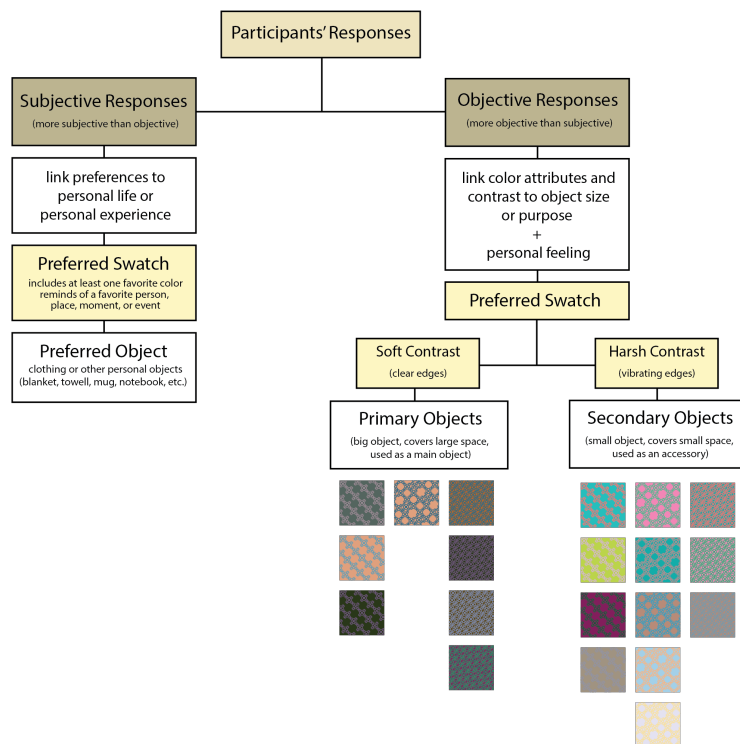 Participants’ Responses
Subjective Responses
(more subjective than objective)
link preferences to
personal life or
personal experience
Preferred Swatch
includes at least one favorite color
reminds of a favorite person,
place, moment, or event
Preferred Object
clothing or other personal objects
(blanket, towell, mug, notebook, etc.)
Objective Responses
(more objective than subjective)
link color attributes and
contrast to object size
or purpose
+
personal feeling
Preferred Swatch
Soft Contrast
(clear edges)
Primary Objects
(big object, covers large space,
used as a main object)
Harsh Contrast
(vibrating edges)
Secondary Objects
(small object, covers small space,
used as an accessory)